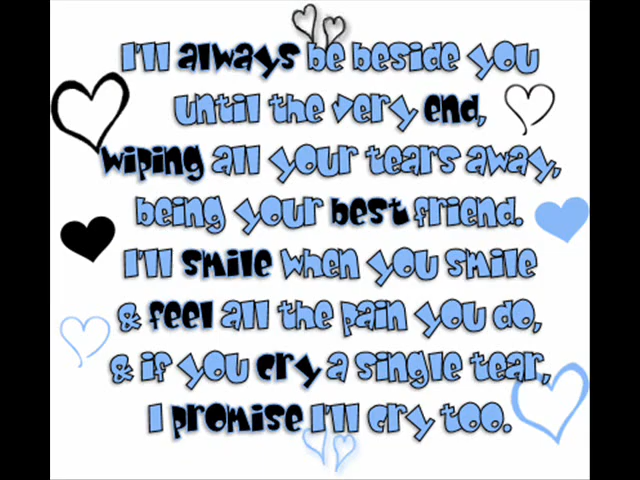 I'll always be beside you
until the very end,
wiping all your tears away,
being your best friend.
I'll smile when you smile
& feel all the pain you do,
& if you cry a single tear,
I promise I'll cry too.